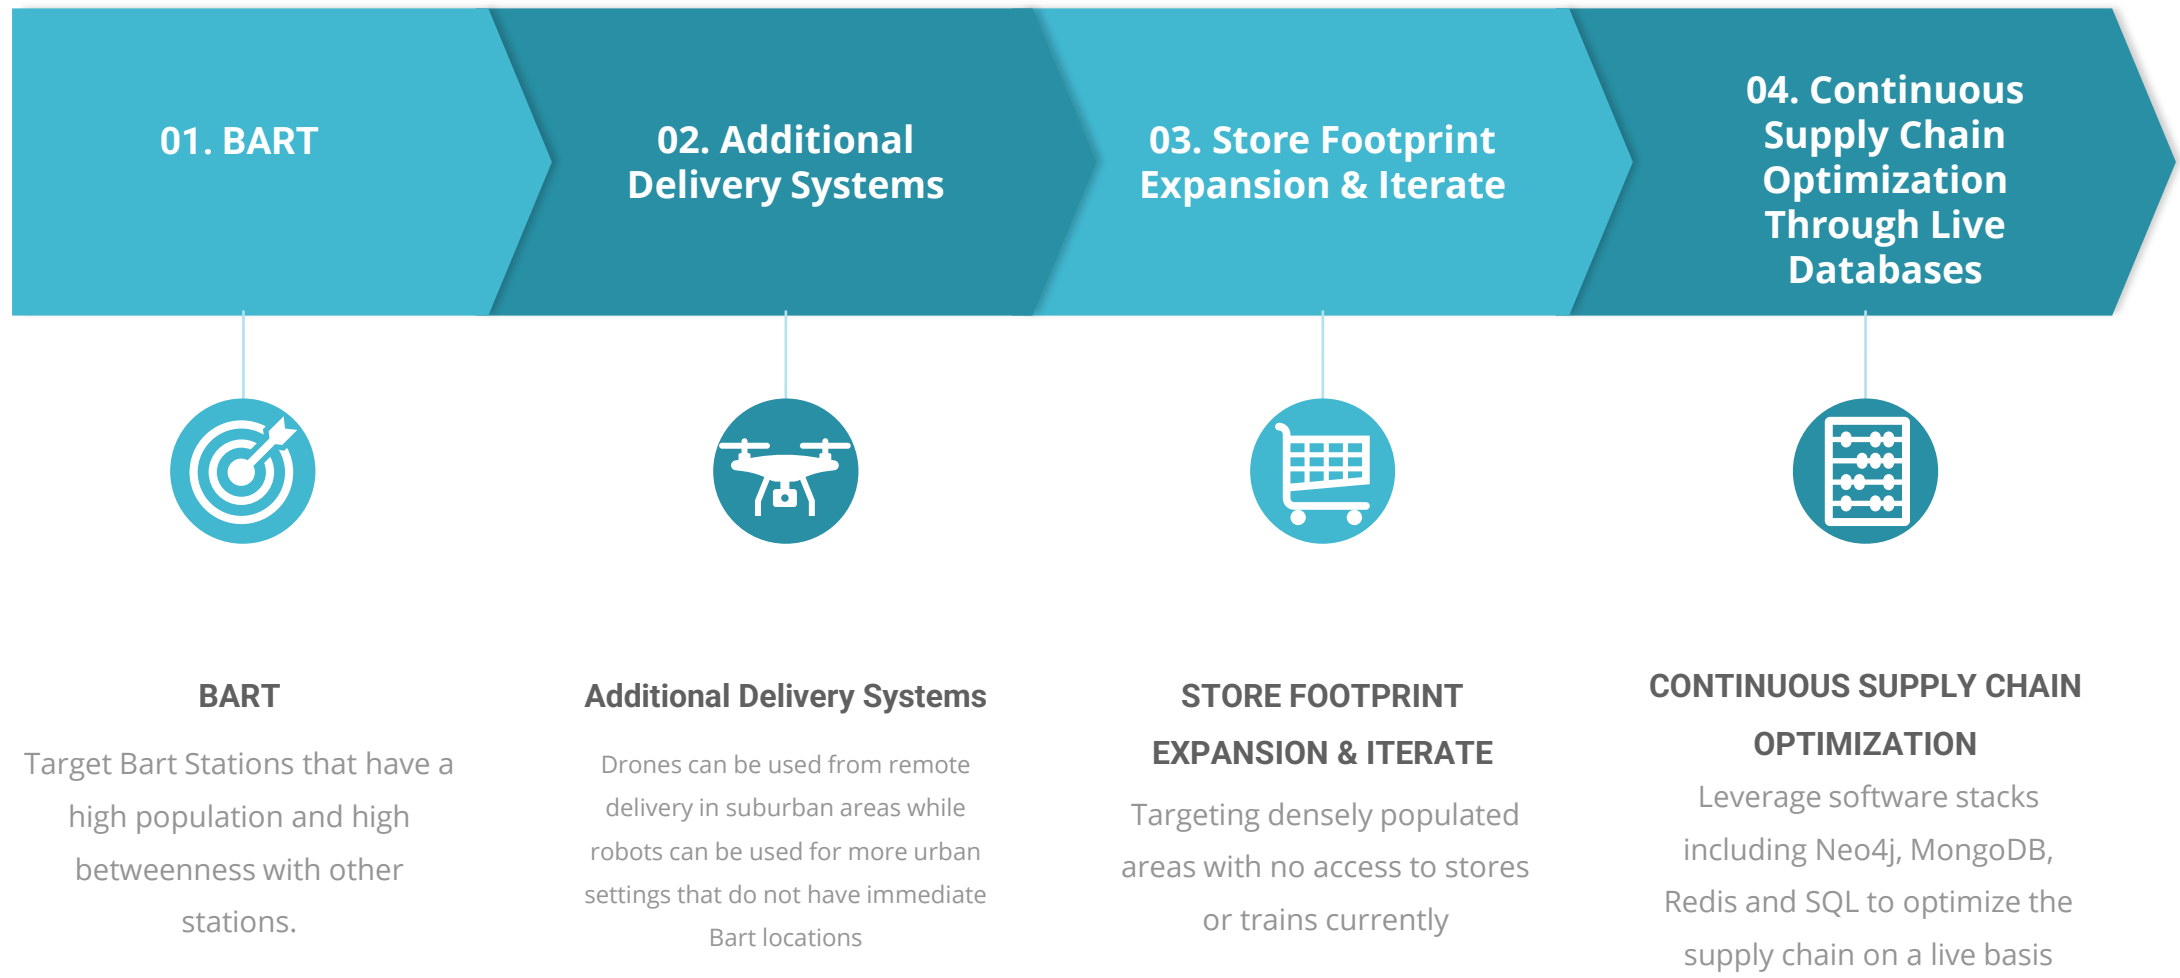 01. BART
02. Additional
Delivery Systems
03. Store Footprint
Expansion & Iterate
04. Continuous
Supply Chain
Optimization
Through Live
Databases
BART
Target Bart Stations that have a
high population and high
betweenness with other
stations.
Additional Delivery Systems
Drones can be used from remote
delivery in suburban areas while
robots can be used for more urban
settings that do not have immediate
Bart locations
STORE FOOTPRINT
EXPANSION & ITERATE
Targeting densely populated
areas with no access to stores
or trains currently
CONTINUOUS SUPPLY CHAIN
OPTIMIZATION
Leverage software stacks
including Neo4j, MongoDB,
Redis and SQL to optimize the
supply chain on a live basis